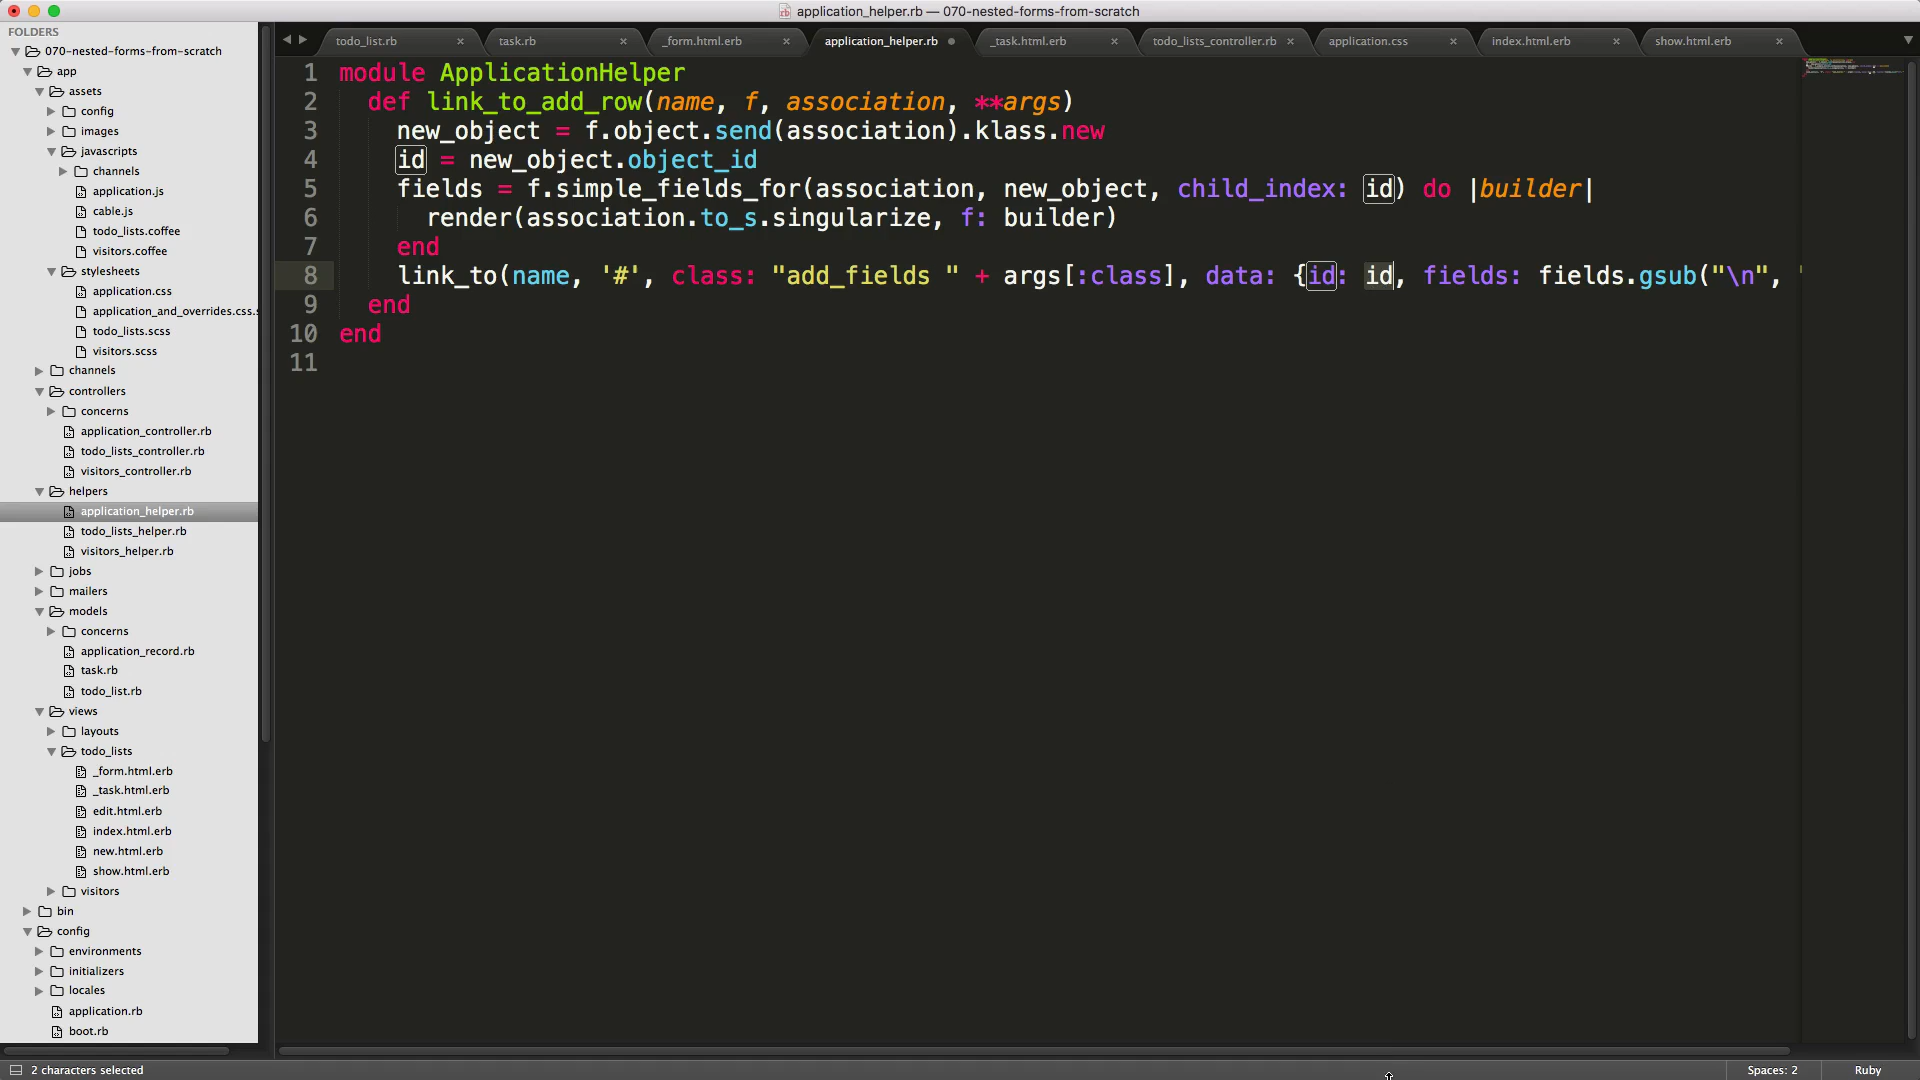 application_helper.rb — 070-nested-forms-from-scratch
FOLDERS
070-nested-forms-from-scratch
app
assets
config
images
javascripts
channels
application.js
cable.js
todo_lists.coffee
visitors.coffee
stylesheets
application.css
application_and_overrides.css.s
todo_lists.scss
visitors.scss
channels
controllers
concerns
application_controller.rb
todo_lists_controller.rb
visitors_controller.rb
helpers
application_helper.rb
todo_lists_helper.rb
visitors_helper.rb
jobs
mailers
models
concerns
application_record.rb
task.rb
todo_list.rb
views
layouts
todo_lists
_form.html.erb
_task.html.erb
edit.html.erb
index.html.erb
new.html.erb
show.html.erb
visitors
bin
config
environments
initializers
locales
application.rb
boot.rb
todo_list.rb task.rb _form.html.erb application_helper.rb _task.html.erb todo_lists_controller.rb application.css index.html.erb show.html.erb
1 module ApplicationHelper
2 def link_to_add_row(name, f, association, **args)
3 new_object = f.object.send(association).klass.new
4 id = new_object.object_id
5 fields = f.simple_fields_for(association, new_object, child_index: id) do |builder|
6 render(association.to_s.singularize, f: builder)
7 end
8 link_to(name, '#', class: "add_fields " + args[:class], data: {id: id, fields: fields.gsub("\n", "
9 end
10 end
11
2 characters selected
Spaces: 2
Ruby